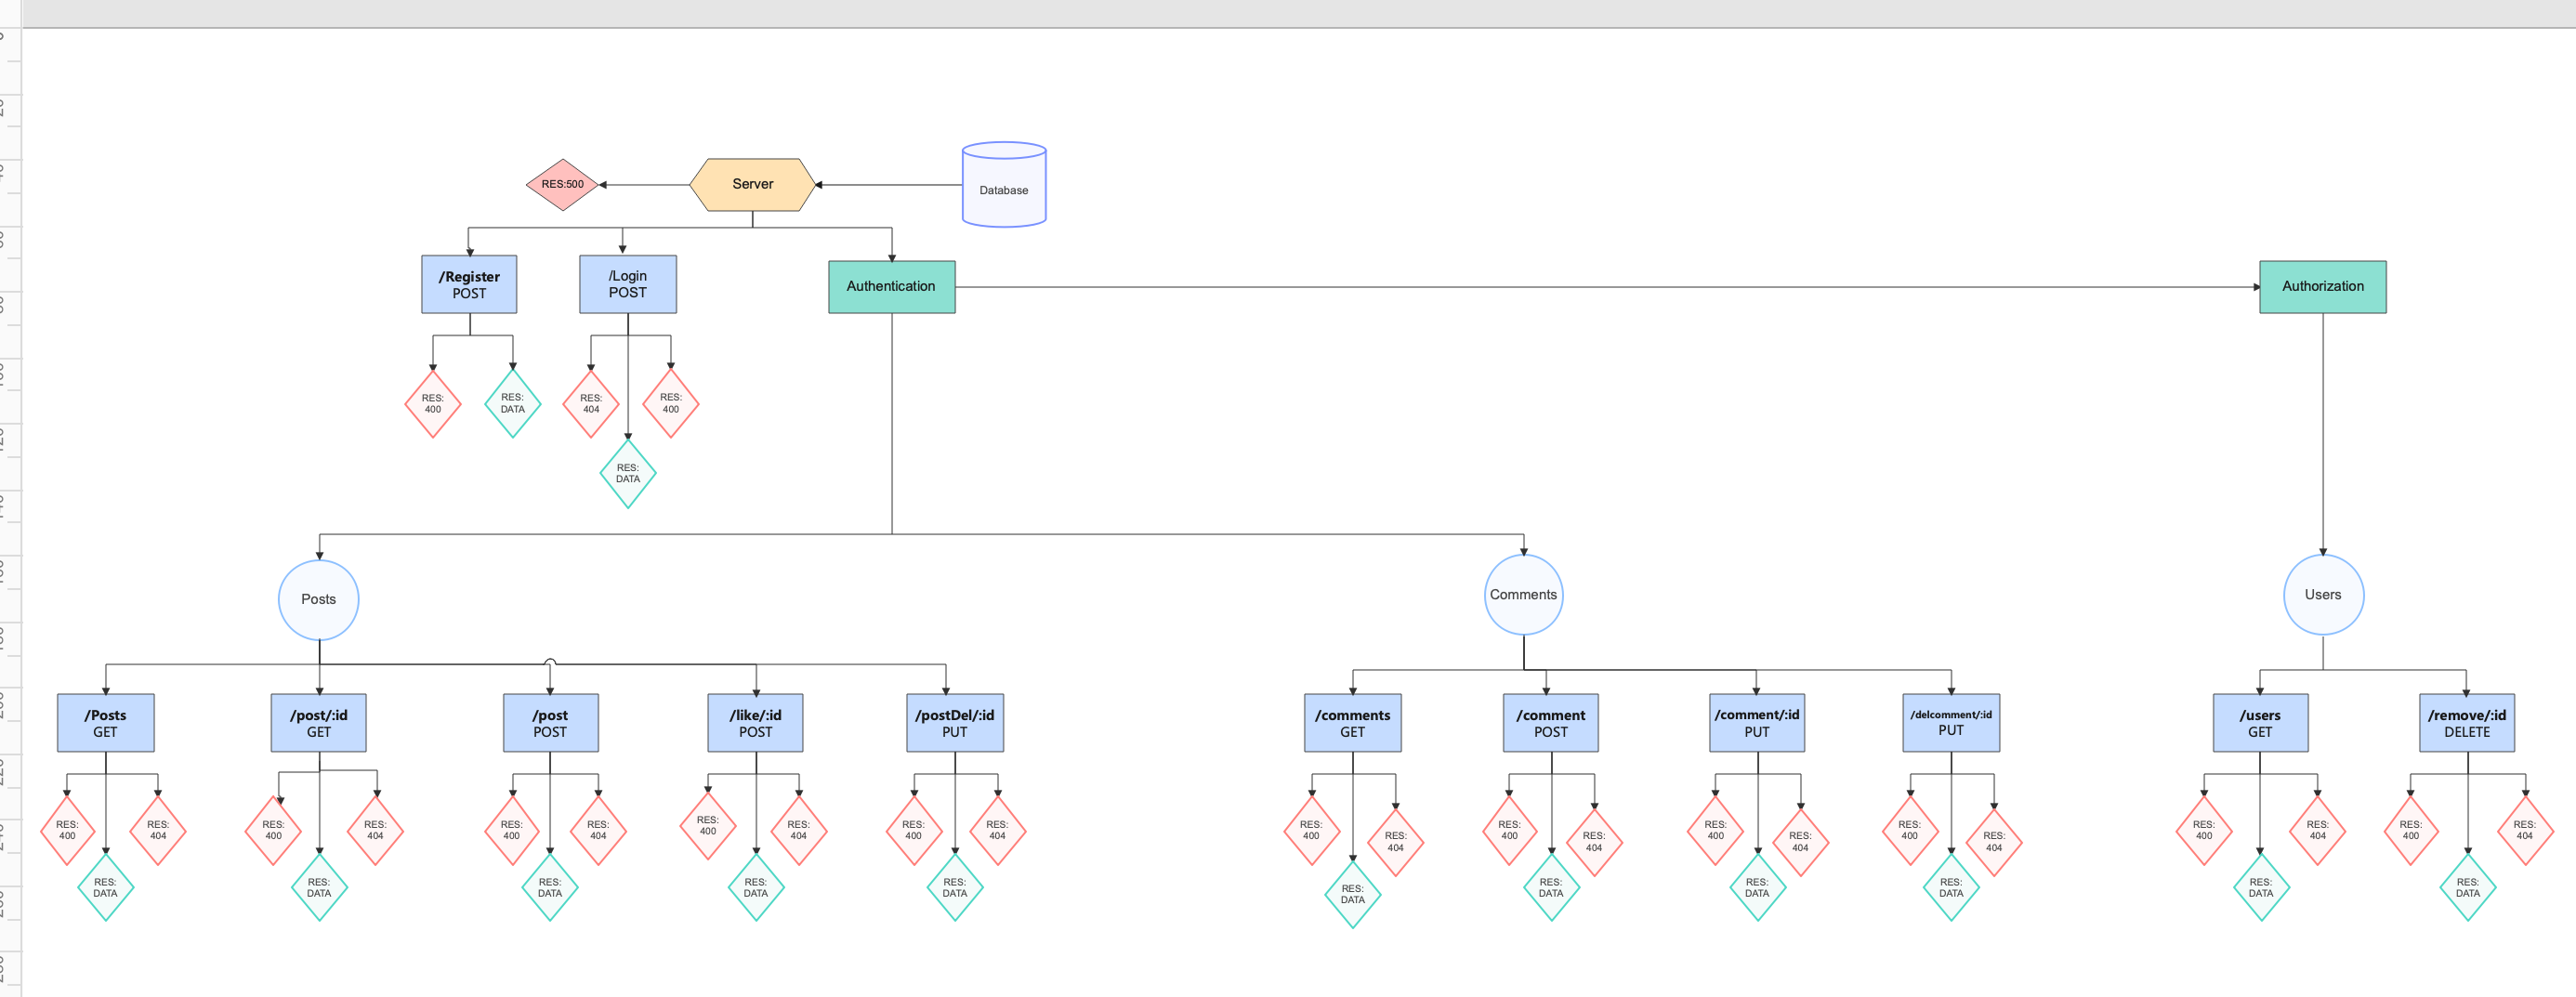 RES:500
Server
Database
/Register
POST
/Login
POST
Authentication
Authorization
RES:
400
RES:
DATA
RES:
404
RES:
400
RES:
DATA
Posts
Comments
Users
/Posts
GET
/post/:id
GET
/post
POST
/like/:id
POST
/postDel/:id
PUT
/comments
GET
/comment
POST
/comment/:id
PUT
/delcomment/:id
PUT
/users
GET
/remove/:id
DELETE
RES:
400
RES:
404
RES:
DATA
RES:
400
RES:
404
RES:
DATA
RES:
400
RES:
404
RES:
DATA
RES:
400
RES:
404
RES:
DATA
RES:
400
RES:
404
RES:
DATA
RES:
400
RES:
404
RES:
DATA
RES:
400
RES:
404
RES:
DATA
RES:
400
RES:
404
RES:
DATA
RES:
400
RES:
404
RES:
DATA
RES:
400
RES:
404
RES:
DATA
RES:
400
RES:
404
RES:
DATA